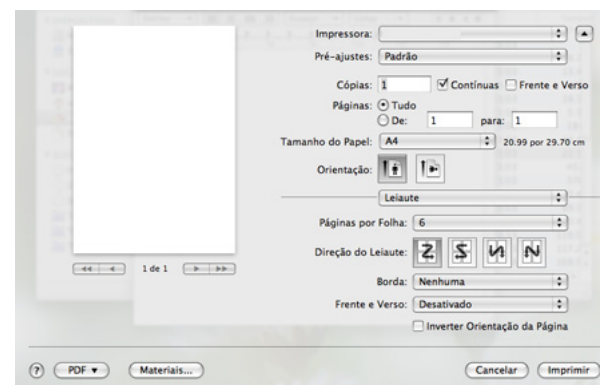 Impressora:
Pré-ajustes: Padrão
Cópias: 1 Contínuas Frente e Verso
Páginas: Tudo
De: 1 para: 1
Tamanho do Papel: A4 20.99 por 29.70 cm
Orientação:
Leiaute
Páginas por Folha: 6
Direção do Leiaute:
1 de 1
Borda: Nenhuma
Frente e Verso: Desativado
Inverter Orientação da Página
? PDF Materiais... Cancelar Imprimir